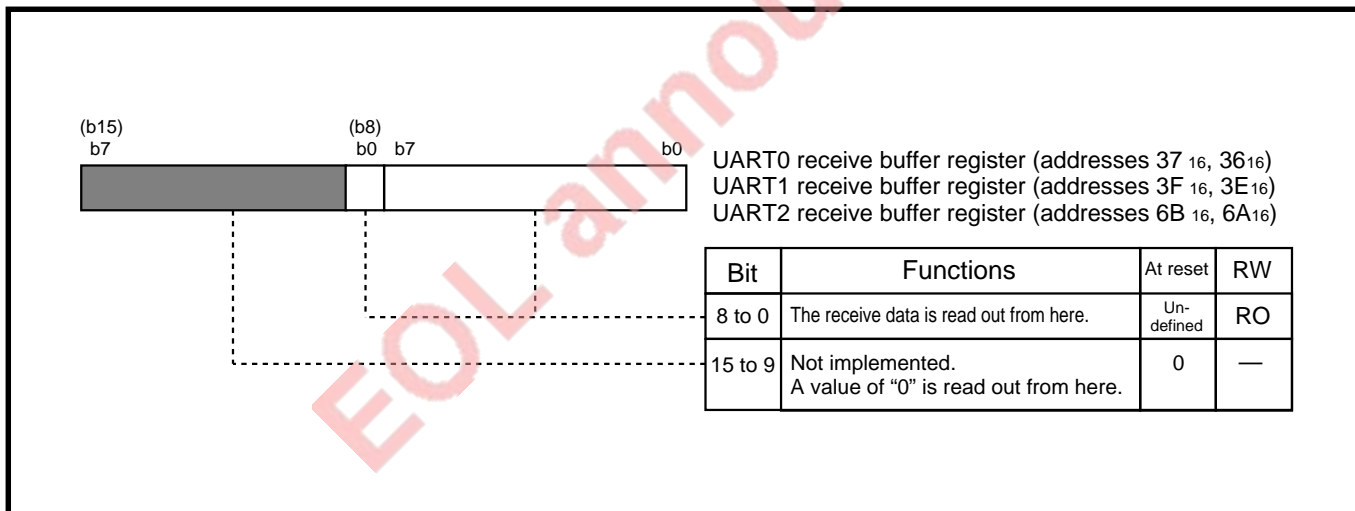 EOL annou
(b15) (b8)
b7 b0 b7 b0
UART0 receive buffer register (addresses 37 16, 3616)
UART1 receive buffer register (addresses 3F 16, 3E16)
UART2 receive buffer register (addresses 6B 16, 6A16)
Bit Functions At reset RW
8 to 0 The receive data is read out from here. Un-
defined RO
15 to 9 Not implemented. 0 —
A value of “0” is read out from here.